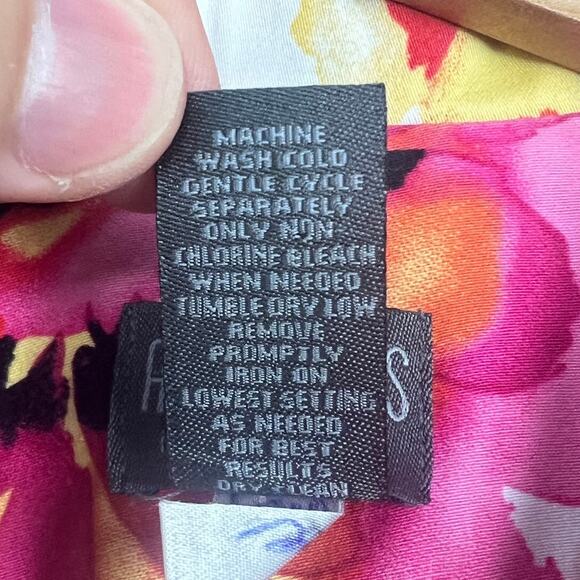 MACHINE
WASH COLD
GENTLE CYCLE
SEPARATELY
ONLY NON
CHLORINE BLEACH
WHEN NEEDED
TUMBLE DRY LOW
REMOVE
PROMPTLY
IRON ON
LOWEST SETTING
AS NEEDED
FOR BEST
RESULTS
DRY CLEAN
A S